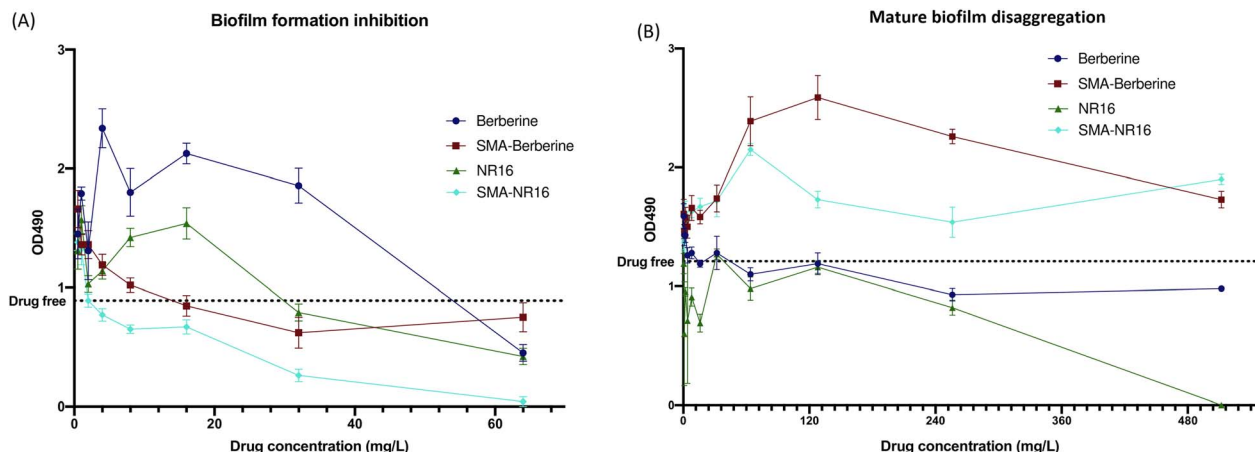 (A)
Biofilm formation inhibition
3
2
1
0
OD490
Drug free
Berberine
SMA-Berberine
NR16
SMA-NR16
0
20
40
60
Drug concentration (mg/L)
(B)
Mature biofilm disaggregation
3
2
1
0
OD490
Drug free
Berberine
SMA-Berberine
NR16
SMA-NR16
0
120
240
360
480
Drug concentration (mg/L)